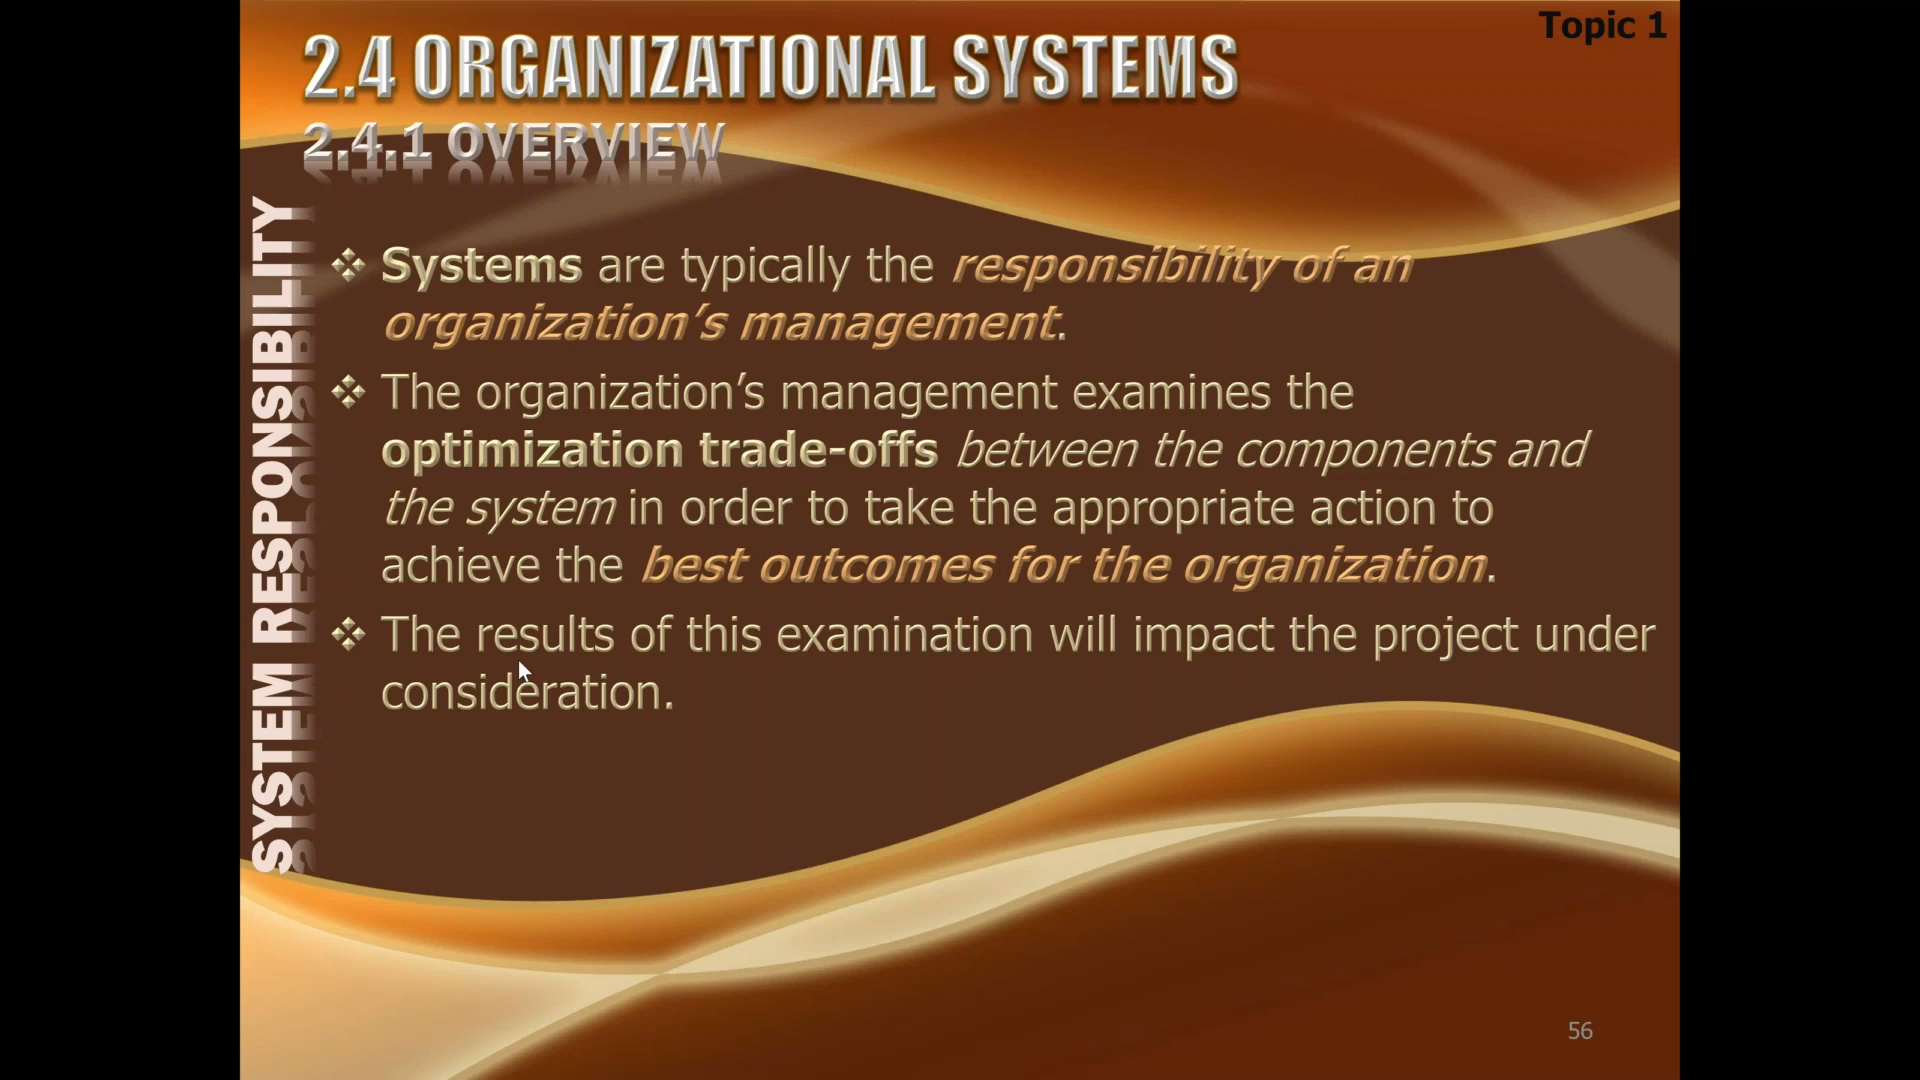 Topic 1
2.4 ORGANIZATIONAL SYSTEMS
2.4.1 OVERVIEW
SYSTEM RESPONSIBILITY
❖ Systems are typically the responsibility of an
organization’s management.
❖ The organization’s management examines the
optimization trade-offs between the components and
the system in order to take the appropriate action to
achieve the best outcomes for the organization.
❖ The results of this examination will impact the project under
consideration.
56